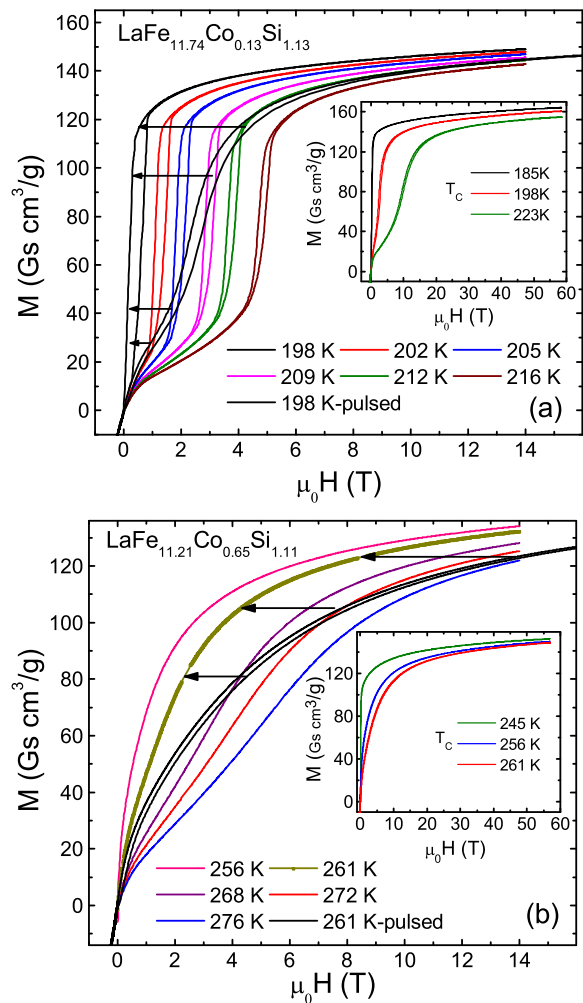 LaFe11.74Co0.13Si1.13
160
140
120
100
80
60
40
20
0
M (Gs cm³/g)
0 2 4 6 8 10 12 14 16
μ0H (T)
198 K 202 K 205 K
209 K 212 K 216 K
198 K-pulsed
(a)
160
120
80
40
0
M (Gs cm³/g)
0 10 20 30 40 50 60
μ0H (T)
185K
TC 198K
223K
LaFe11.21Co0.65Si1.11
120
100
80
60
40
20
0
M (Gs cm³/g)
0 2 4 6 8 10 12 14 16
μ0H (T)
256 K 261 K
268 K 272 K
276 K 261 K-pulsed
(b)
160
120
80
40
0
M (Gs cm³/g)
0 10 20 30 40 50 60
μ0H (T)
245 K
TC 256 K
261 K